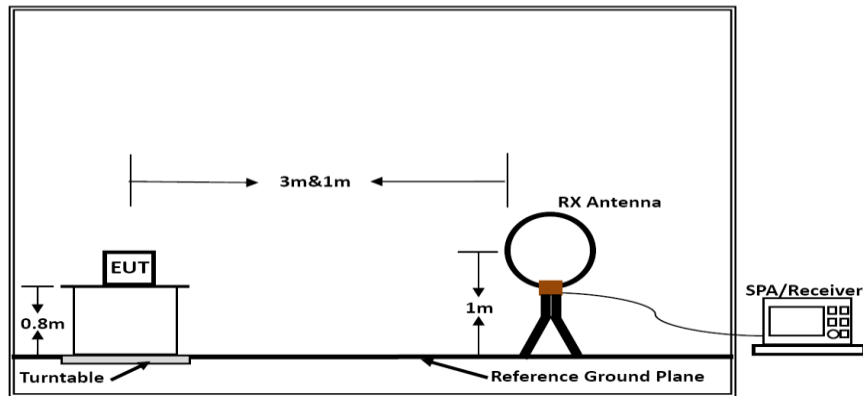 3m&1m
RX Antenna
EUT
SPA/Receiver
0.8m
1m
Turntable
Reference Ground Plane